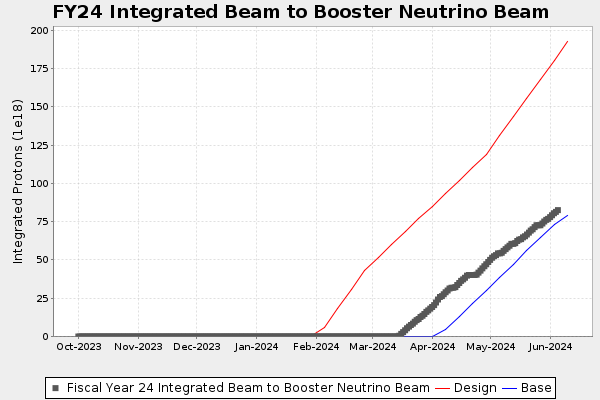 FY24 Integrated Beam to Booster Neutrino Beam
Integrated Protons (1e18)
200
175
150
125
100
75
50
25
0
Oct-2023 Nov-2023 Dec-2023 Jan-2024 Feb-2024 Mar-2024 Apr-2024 May-2024 Jun-2024
Fiscal Year 24 Integrated Beam to Booster Neutrino Beam Design Base